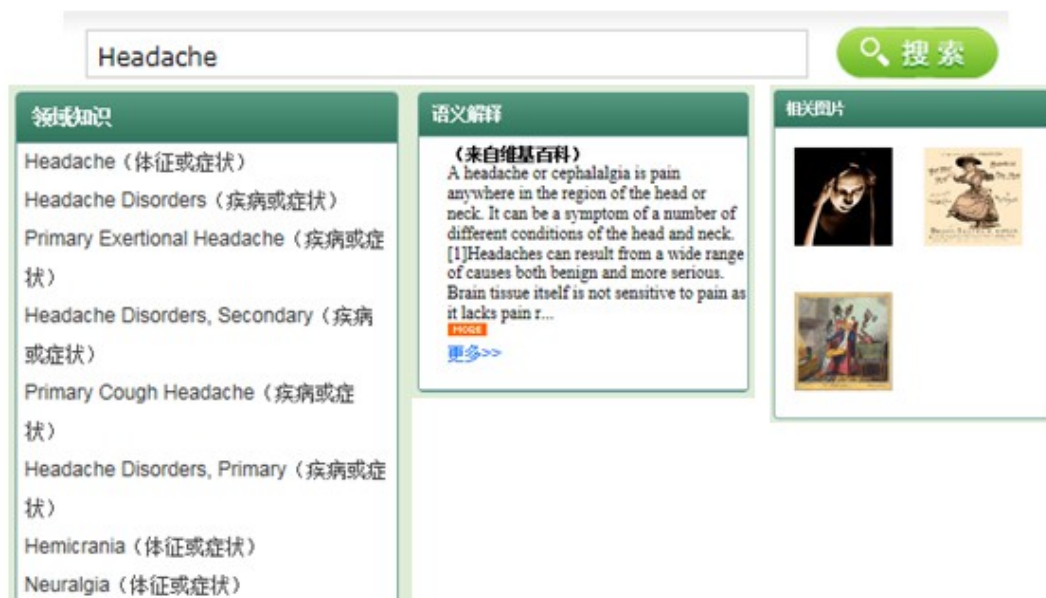 Headache
搜索
领域知识
Headache（体征或症状）
Headache Disorders（疾病或症状）
Primary Exertional Headache（疾病或症
状）
Headache Disorders, Secondary（疾病
或症状）
Primary Cough Headache（疾病或症
状）
Headache Disorders, Primary（疾病或症
状）
Hemicrania（体征或症状）
Neuralgia（体征或症状）
语义解释
（来自维基百科）
A headache or cephalalgia is pain
anywhere in the region of the head or
neck. It can be a symptom of a number of
different conditions of the head and neck.
[1]Headaches can result from a wide range
of causes both benign and more serious.
Brain tissue itself is not sensitive to pain as
it lacks pain r...
MORE
更多>>
相关图片